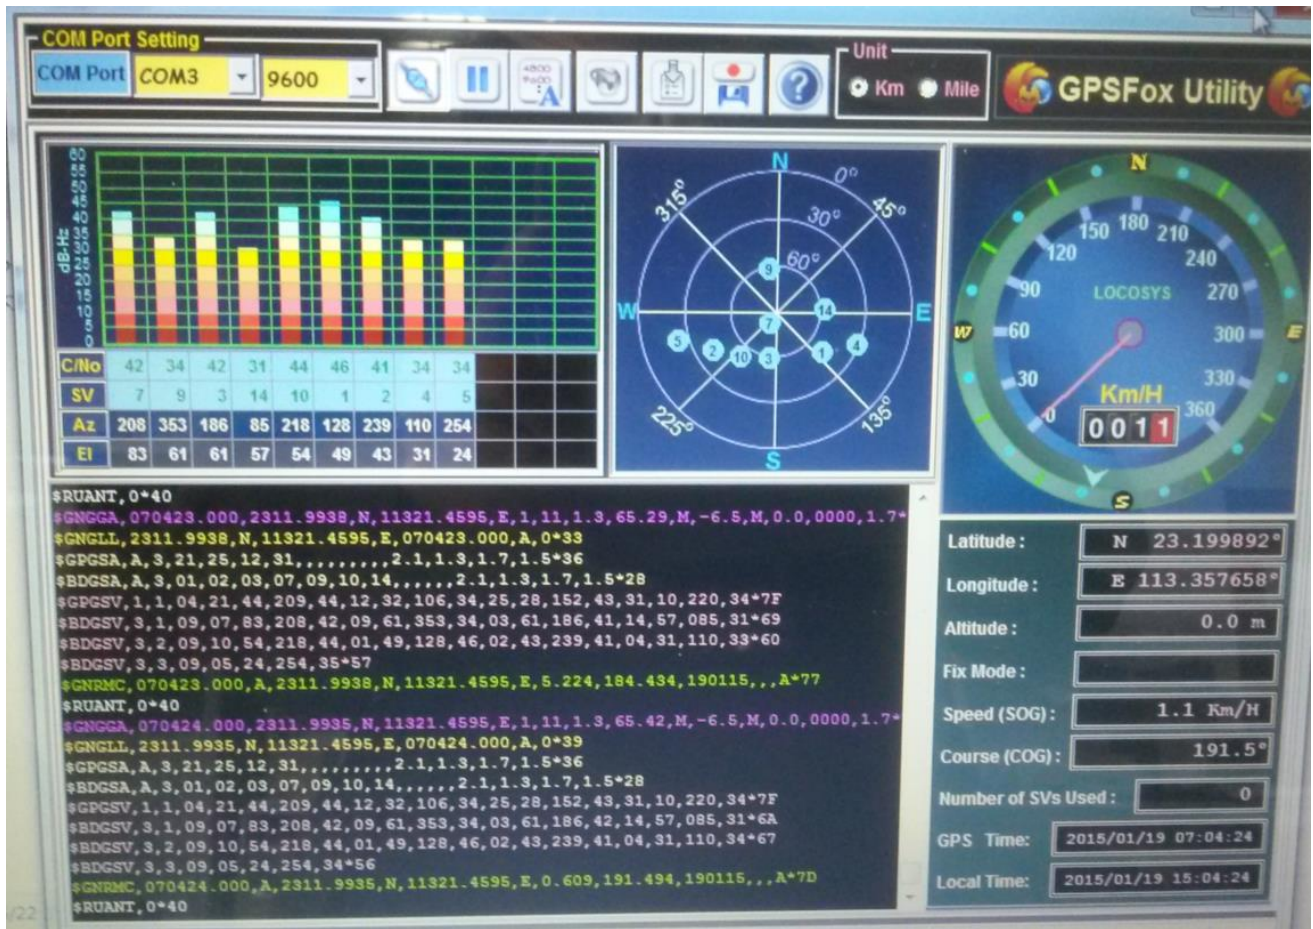 COM Port Setting
COM Port COM3 9600
4800
9600
A
Unit
Km Mile
GPSFox Utility
dB-Hz
60
55
50
45
40
35
30
25
20
15
10
5
0
C/No 42 34 42 31 44 46 41 34 34
SV 7 9 3 14 10 1 2 4 5
Az 208 353 186 85 218 128 239 110 254
El 83 61 61 57 54 49 43 31 24
N
0°
315° 30° 45°
60°
9
W 7 14 E
5 2 10 3 1 4
225° 135°
S
N
150 180 210
120 240
90 LOCOSYS 270
W 60 300 E
30 330
Km/H
0 360
0011
S
$RUANT,0*40
$GNGGA,070423.000,2311.9938,N,11321.4595,E,1,11,1.3,65.29,M,-6.5,M,0.0,0000,1.7*
$GNGLL,2311.9938,N,11321.4595,E,070423.000,A,0*33
$GPGSA,A,3,21,25,12,31,,,,,,,,,2.1,1.3,1.7,1.5*36
$BDGSA,A,3,01,02,03,07,09,10,14,,,,,,2.1,1.3,1.7,1.5*28
$GPGSV,1,1,04,21,44,209,44,12,32,106,34,25,28,152,43,31,10,220,34*7F
$BDGSV,3,1,09,07,83,208,42,09,61,353,34,03,61,186,41,14,57,085,31*69
$BDGSV,3,2,09,10,54,218,44,01,49,128,46,02,43,239,41,04,31,110,33*60
$BDGSV,3,3,09,05,24,254,35*57
$GNRMC,070423.000,A,2311.9938,N,11321.4595,E,5.224,184.434,190115,,,A*77
$RUANT,0*40
$GNGGA,070424.000,2311.9935,N,11321.4595,E,1,11,1.3,65.42,M,-6.5,M,0.0,0000,1.7*
$GNGLL,2311.9935,N,11321.4595,E,070424.000,A,0*39
$GPGSA,A,3,21,25,12,31,,,,,,,,,2.1,1.3,1.7,1.5*36
$BDGSA,A,3,01,02,03,07,09,10,14,,,,,,2.1,1.3,1.7,1.5*28
$GPGSV,1,1,04,21,44,209,44,12,32,106,34,25,28,152,43,31,10,220,34*7F
$BDGSV,3,1,09,07,83,208,42,09,61,353,34,03,61,186,42,14,57,085,31*6A
$BDGSV,3,2,09,10,54,218,44,01,49,128,46,02,43,239,41,04,31,110,34*67
$BDGSV,3,3,09,05,24,254,34*56
$GNRMC,070424.000,A,2311.9935,N,11321.4595,E,0.609,191.494,190115,,,A*7D
$RUANT,0*40
Latitude : N 23.199892°
Longitude : E 113.357658°
Altitude : 0.0 m
Fix Mode :
Speed (SOG) : 1.1 Km/H
Course (COG) : 191.5°
Number of SVs Used : 0
GPS Time: 2015/01/19 07:04:24
Local Time: 2015/01/19 15:04:24